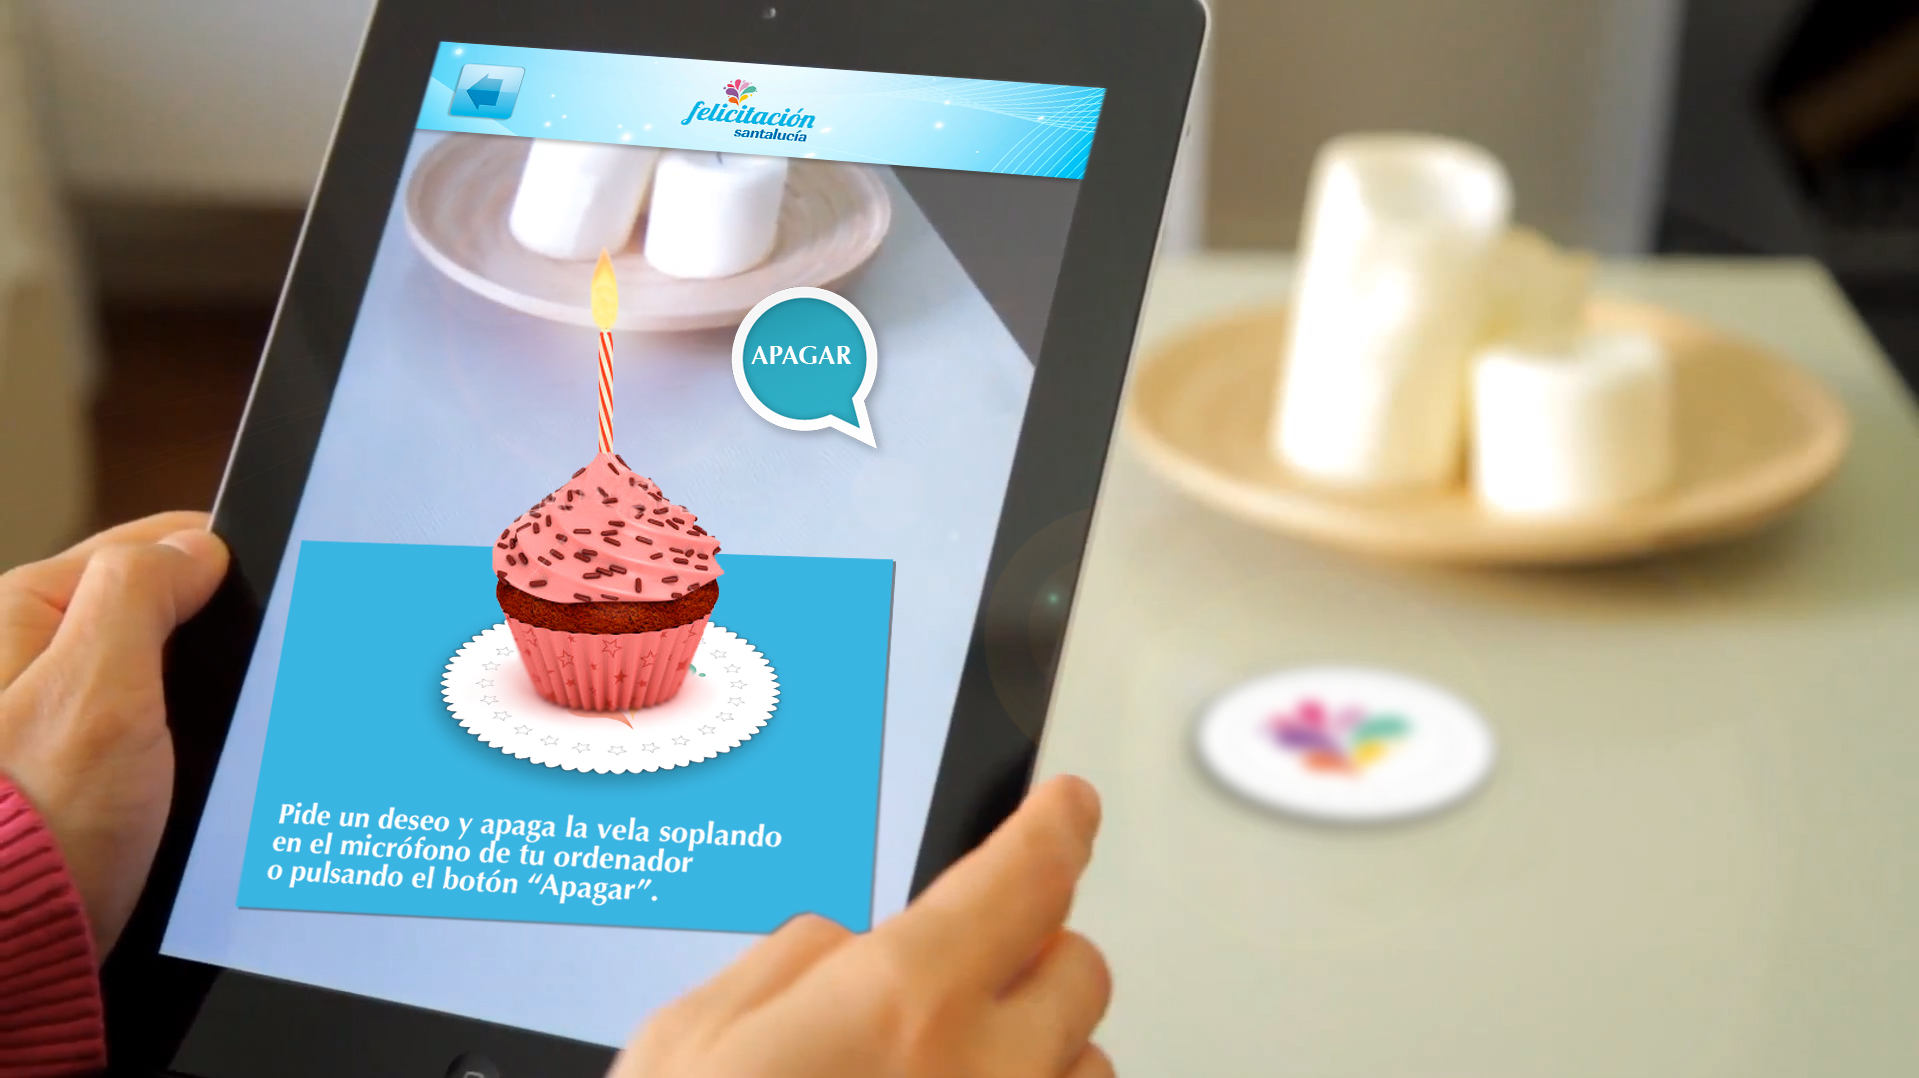 felicitación
santalucía
APAGAR
Pide un deseo y apaga la vela soplando
en el micrófono de tu ordenador
o pulsando el botón “Apagar”.